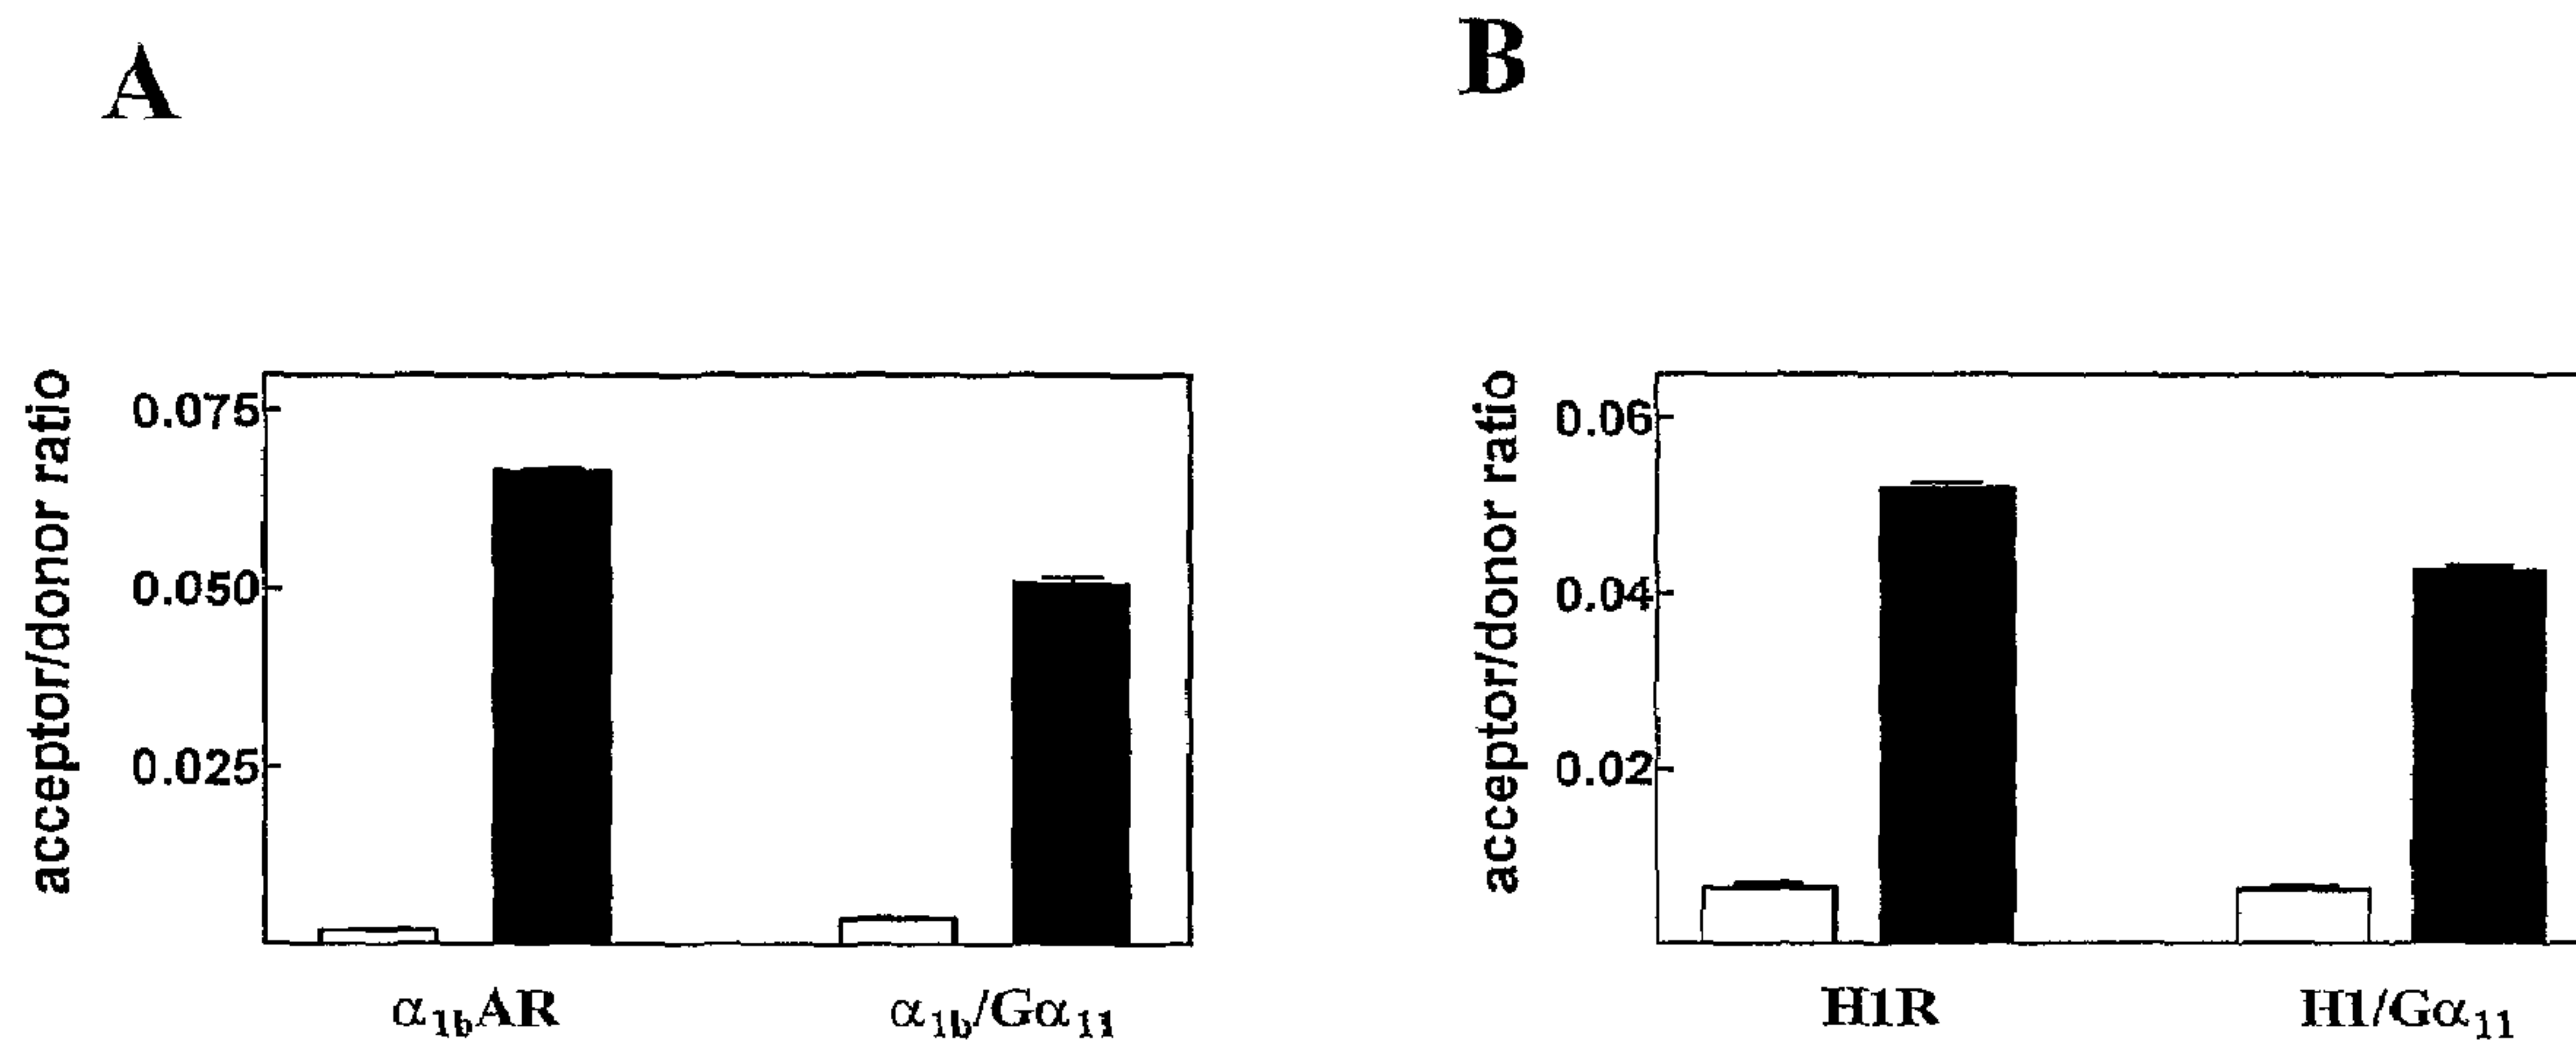 A
B
acceptor/donor ratio
0.075
0.050
0.025
α₁bAR
α₁b/Gα₁₁
acceptor/donor ratio
0.06
0.04
0.02
H1R
H1/Gα₁₁